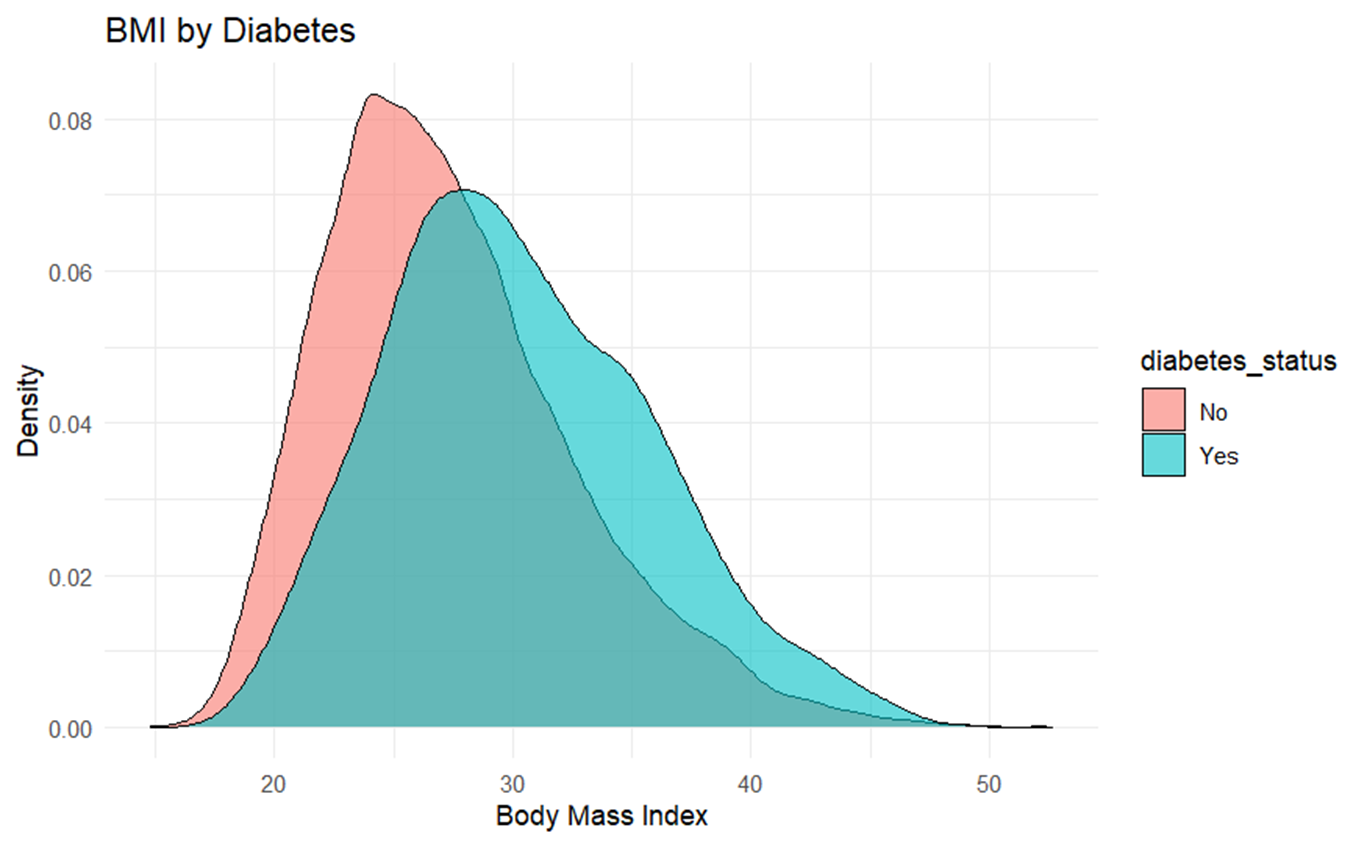 BMI by Diabetes
0.08
0.06
0.04
0.02
0.00
Density
20 30 40 50
Body Mass Index
diabetes_status
No
Yes